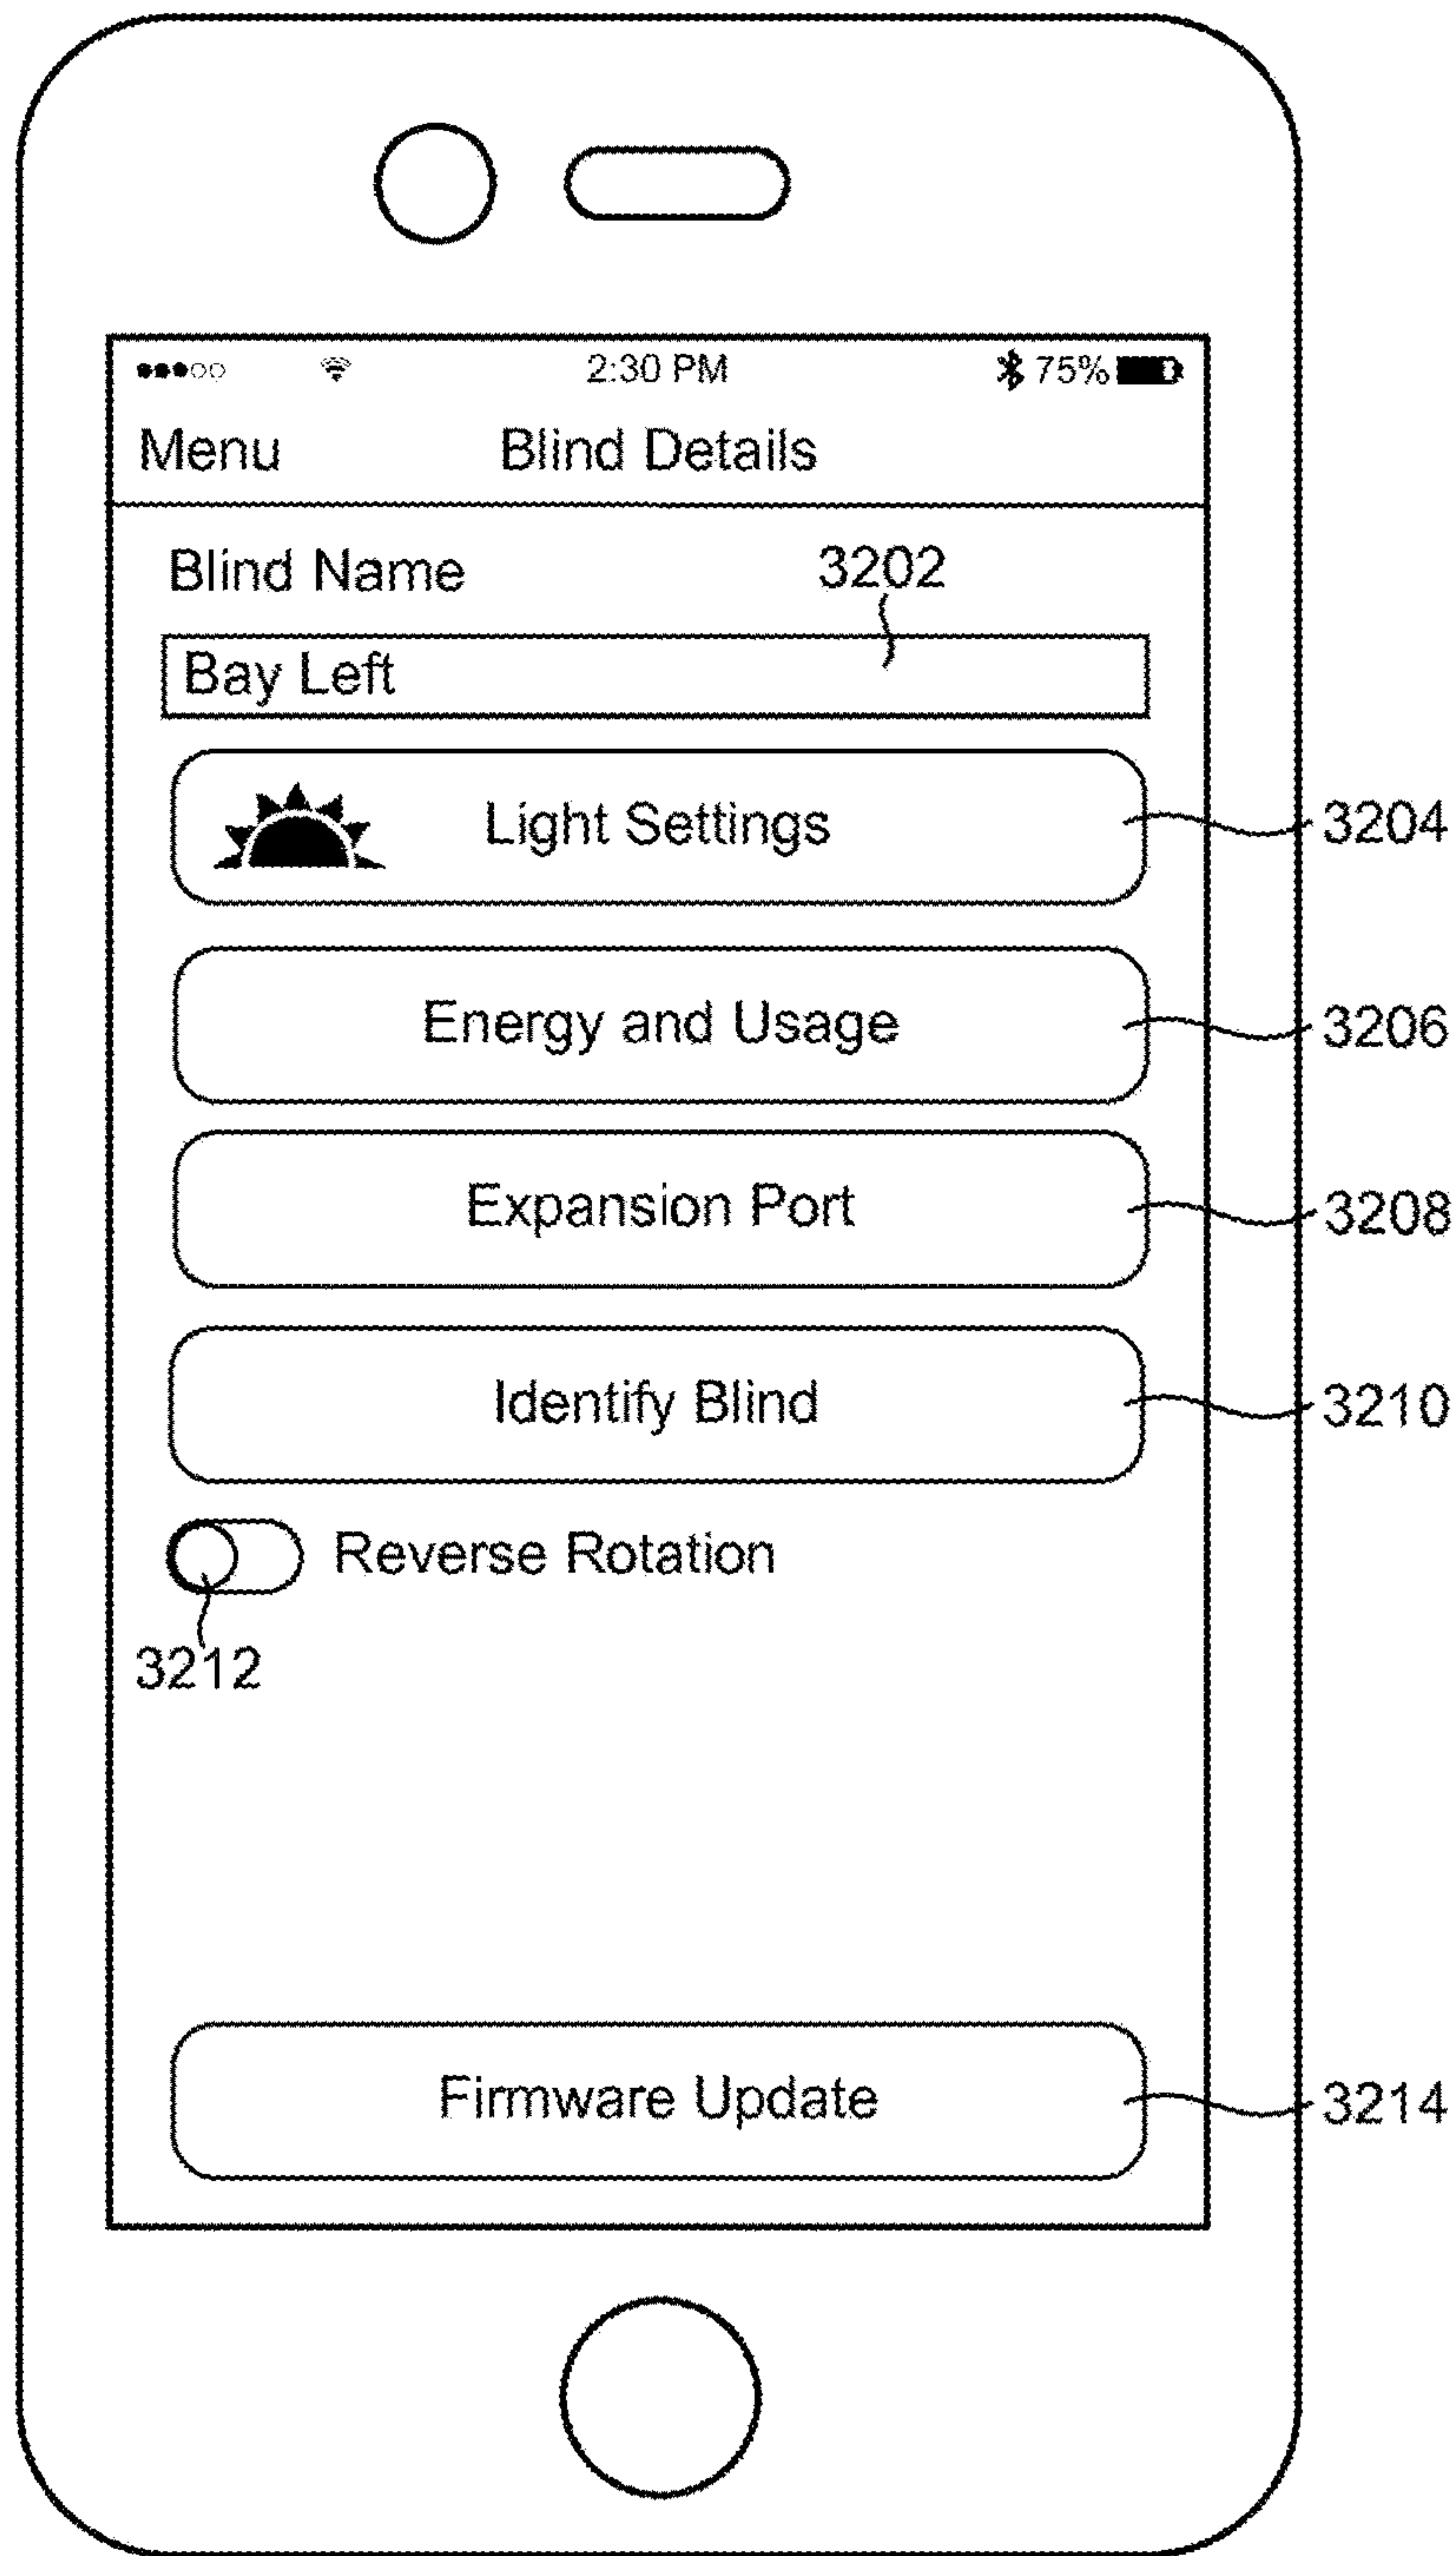 2:30 PM 75%
Menu Blind Details
Blind Name 3202
Bay Left
Light Settings 3204
Energy and Usage 3206
Expansion Port 3208
Identify Blind 3210
Reverse Rotation
3212
Firmware Update 3214